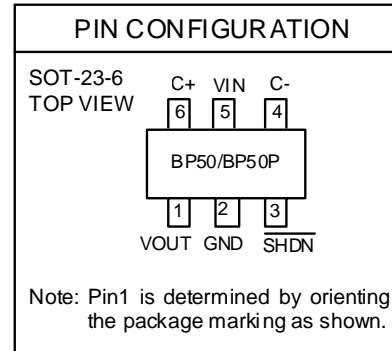 PIN CONFIGURATION
SOT-23-6
TOP VIEW
C+ VIN C-
6 5 4
BP50/BP50P
1 2 3
VOUT GND SHDN
Note: Pin1 is determined by orienting
the package marking as shown.